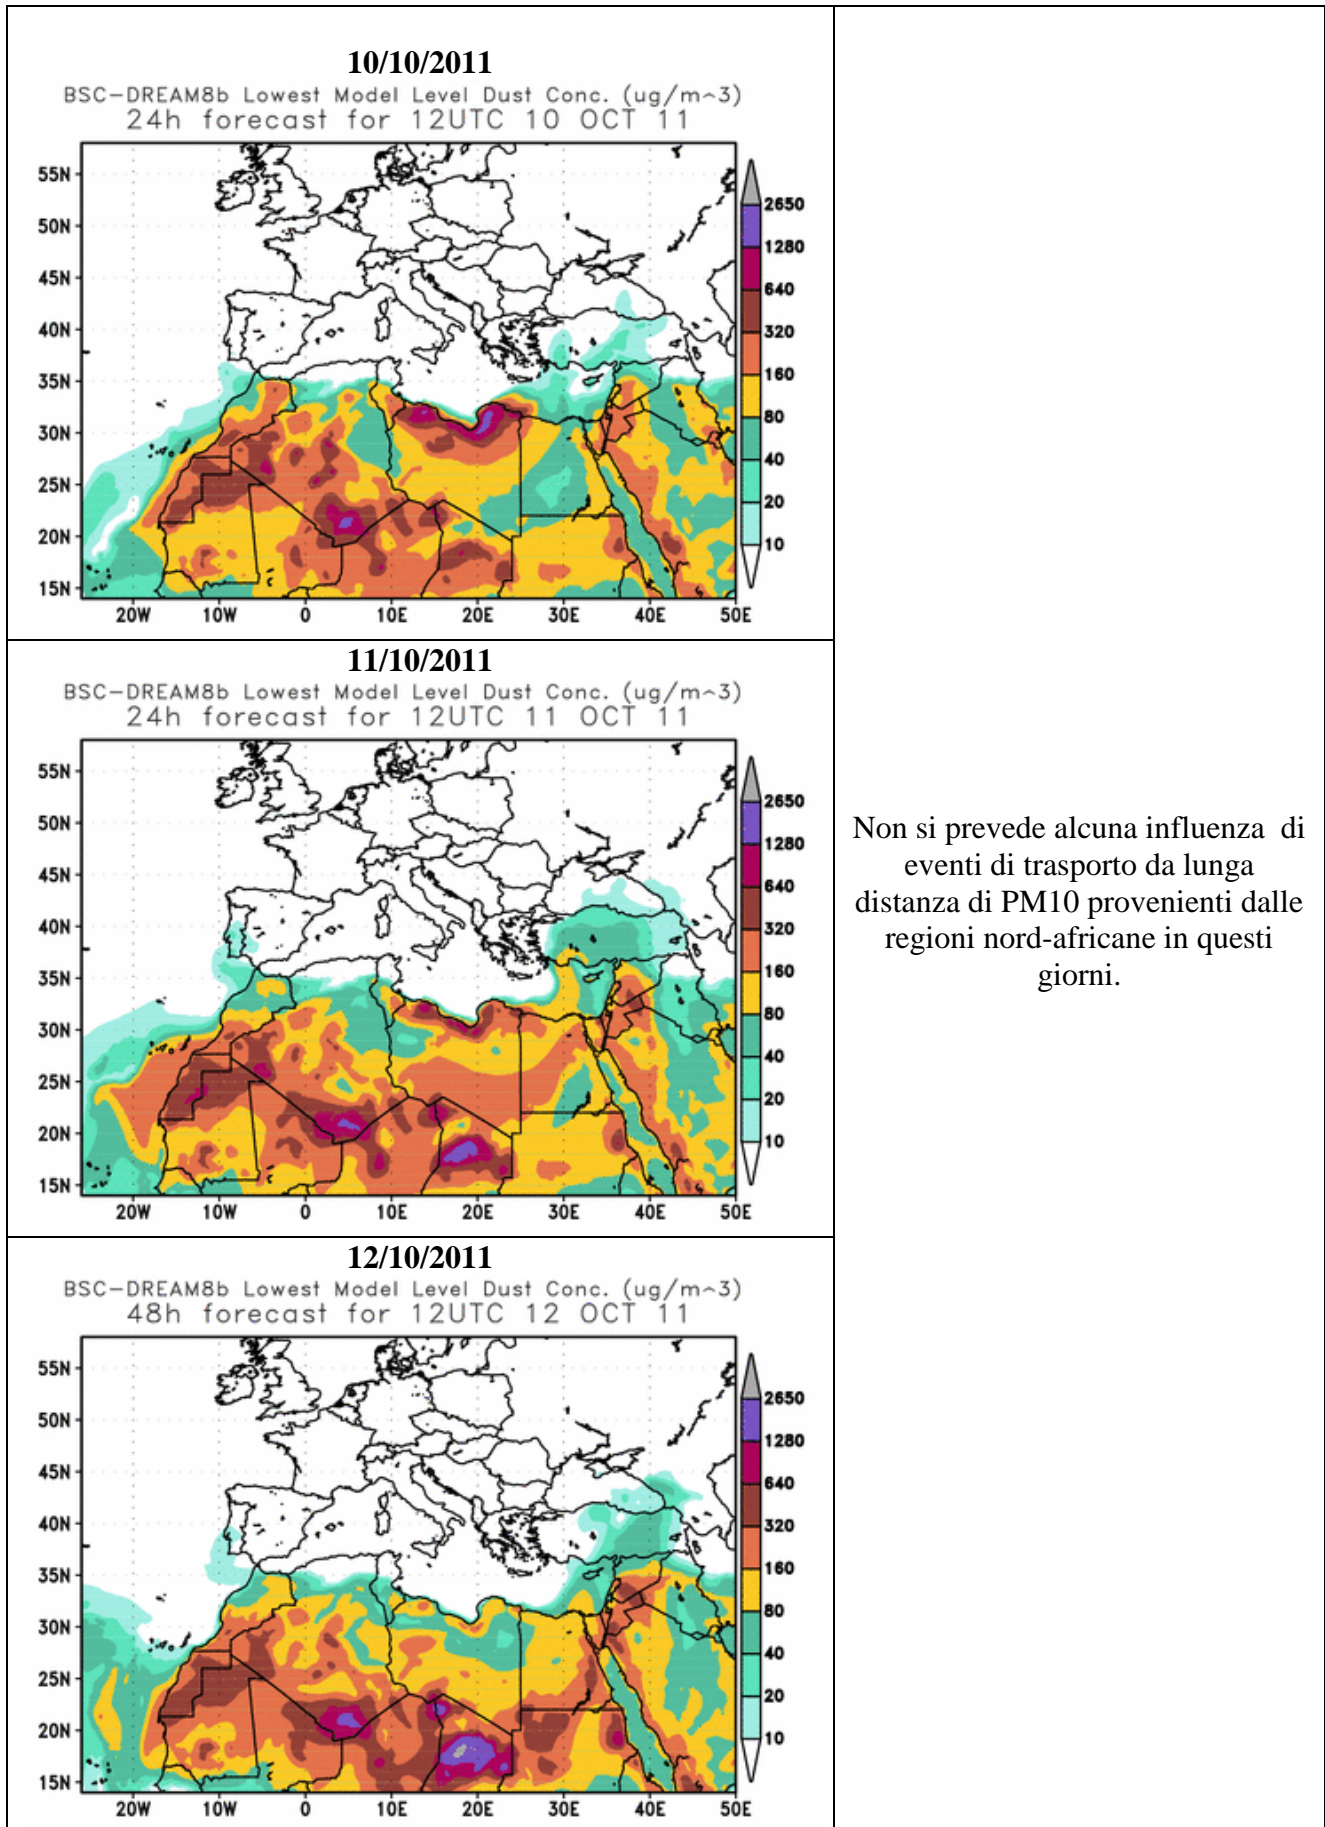 10/10/2011
BSC-DREAM8b Lowest Model Level Dust Conc. (ug/m^3)
24h forecast for 12UTC 10 OCT 11
55N
50N
45N
40N
35N
30N
25N
20N
15N
20W 10W 0 10E 20E 30E 40E 50E
2650
1280
640
320
160
80
40
20
10
11/10/2011
BSC-DREAM8b Lowest Model Level Dust Conc. (ug/m^3)
24h forecast for 12UTC 11 OCT 11
55N
50N
45N
40N
35N
30N
25N
20N
15N
20W 10W 0 10E 20E 30E 40E 50E
2650
1280
640
320
160
80
40
20
10
Non si prevede alcuna influenza di
eventi di trasporto da lunga
distanza di PM10 provenienti dalle
regioni nord-africane in questi
giorni.
12/10/2011
BSC-DREAM8b Lowest Model Level Dust Conc. (ug/m^3)
48h forecast for 12UTC 12 OCT 11
55N
50N
45N
40N
35N
30N
25N
20N
15N
20W 10W 0 10E 20E 30E 40E 50E
2650
1280
640
320
160
80
40
20
10